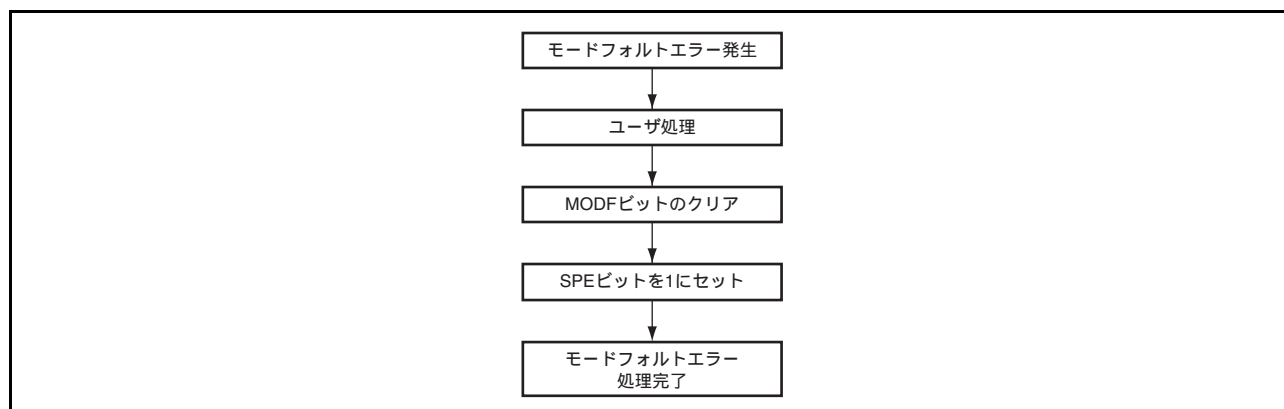 モードフォルトエラー発生
ユーザ処理
MODFビットのクリア
SPEビットを1にセット
モードフォルトエラー
処理完了